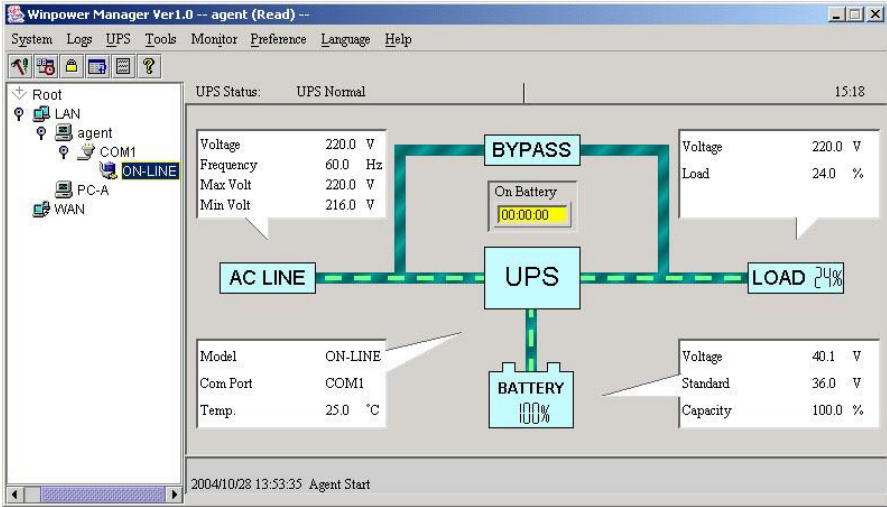 Winpower Manager Ver1.0 -- agent (Read) --
System Logs UPS Tools Monitor Preference Language Help
Root
LAN
agent
COM1
ON-LINE
PC-A
WAN
UPS Status: UPS Normal 15:18
Voltage 220.0 V
Frequency 60.0 Hz
Max Volt 220.0 V
Min Volt 216.0 V
BYPASS
On Battery
00:00:00
Voltage 220.0 V
Load 24.0 %
AC LINE
UPS
LOAD 24%
Model ON-LINE
Com Port COM1
Temp. 25.0 °C
BATTERY
100%
Voltage 40.1 V
Standard 36.0 V
Capacity 100.0 %
2004/10/28 13:53:35 Agent Start